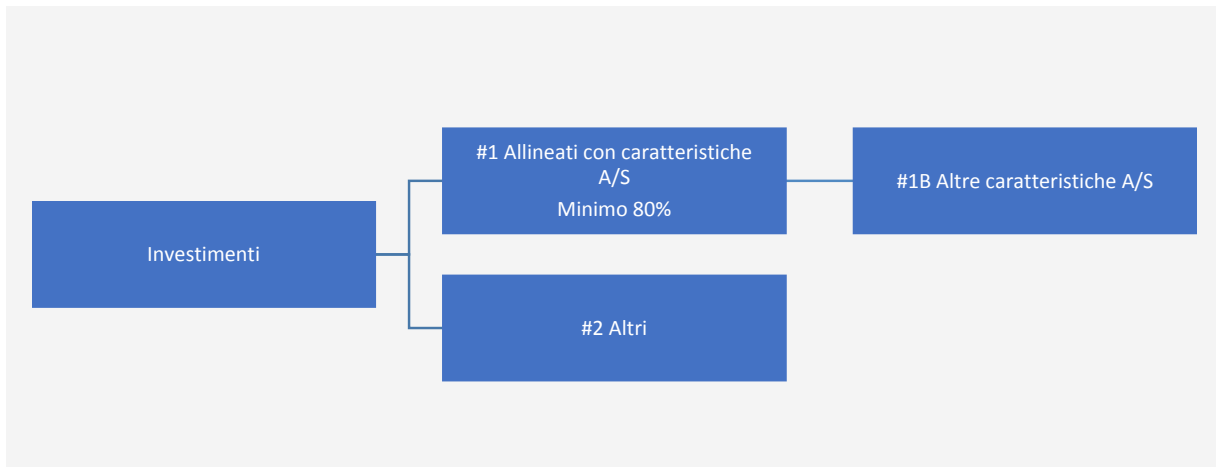 Investimenti
#1 Allineati con caratteristiche
A/S
Minimo 80%
#1B Altre caratteristiche A/S
#2 Altri